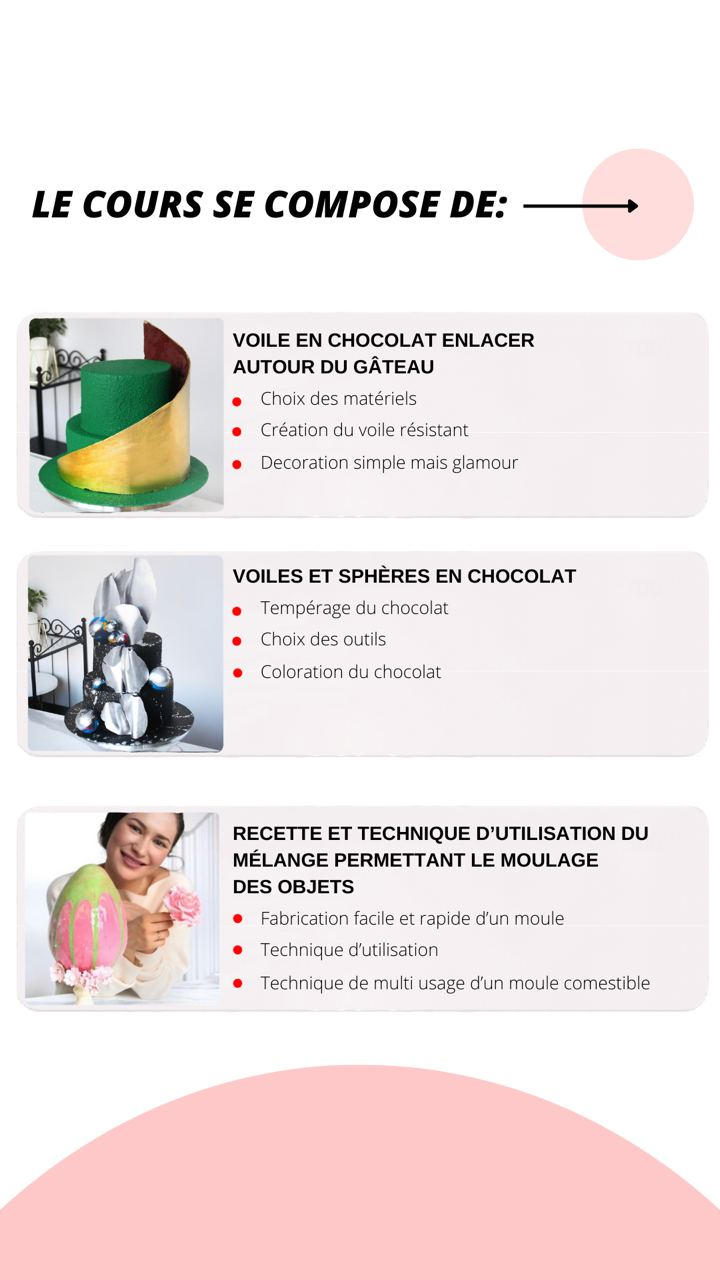 LE COURS SE COMPOSE DE:
VOILE EN CHOCOLAT ENLACER
AUTOUR DU GÂTEAU
Choix des matériels
Création du voile résistant
Decoration simple mais glamour
VOILES ET SPHÈRES EN CHOCOLAT
Tempérage du chocolat
Choix des outils
Coloration du chocolat
RECETTE ET TECHNIQUE D’UTILISATION DU
MÉLANGE PERMETTANT LE MOULAGE
DES OBJETS
Fabrication facile et rapide d’un moule
Technique d’utilisation
Technique de multi usage d’un moule comestible